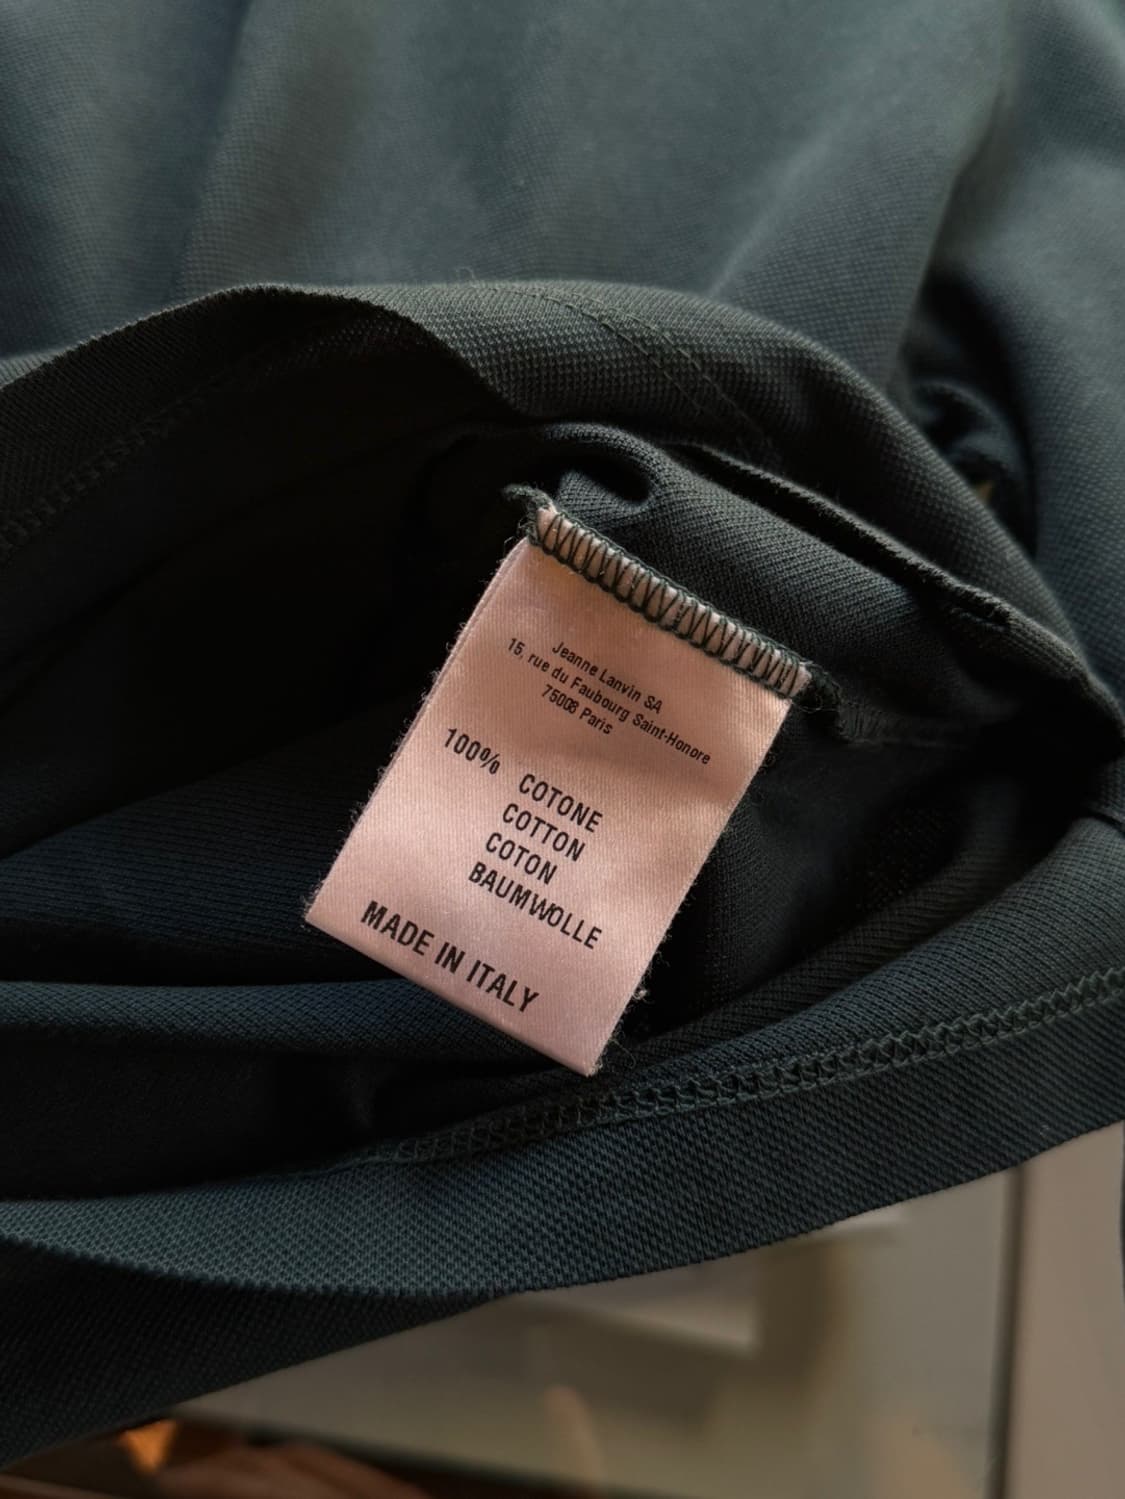 Jeanne Lanvin SA
15, rue du Faubourg Saint-Honore
75008 Paris
100% COTONE
COTTON
COTON
BAUMWOLLE
MADE IN ITALY